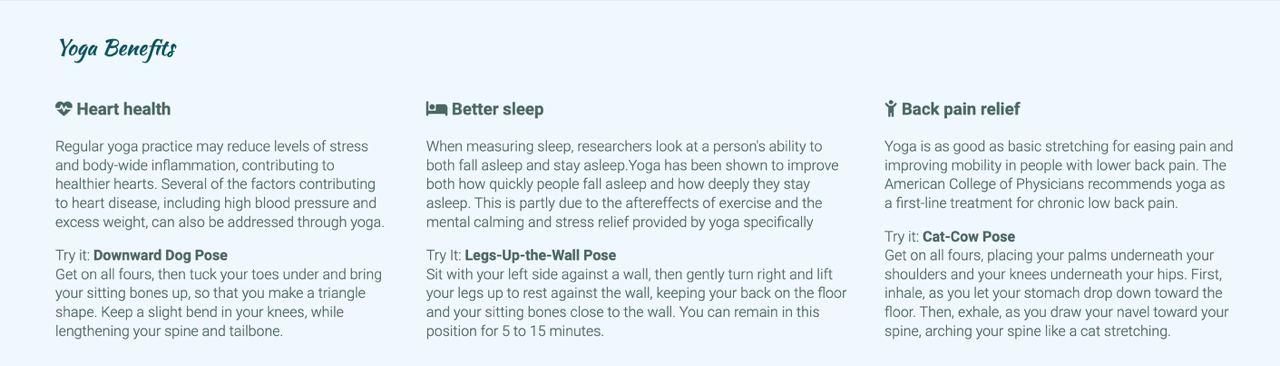 Yoga Benefits
Heart health
Regular yoga practice may reduce levels of stress
and body-wide inflammation, contributing to
healthier hearts. Several of the factors contributing
to heart disease, including high blood pressure and
excess weight, can also be addressed through yoga.
Try it: Downward Dog Pose
Get on all fours, then tuck your toes under and bring
your sitting bones up, so that you make a triangle
shape. Keep a slight bend in your knees, while
lengthening your spine and tailbone.
Better sleep
When measuring sleep, researchers look at a person's ability to
both fall asleep and stay asleep.Yoga has been shown to improve
both how quickly people fall asleep and how deeply they stay
asleep. This is partly due to the aftereffects of exercise and the
mental calming and stress relief provided by yoga specifically
Try It: Legs-Up-the-Wall Pose
Sit with your left side against a wall, then gently turn right and lift
your legs up to rest against the wall, keeping your back on the floor
and your sitting bones close to the wall. You can remain in this
position for 5 to 15 minutes.
Back pain relief
Yoga is as good as basic stretching for easing pain and
improving mobility in people with lower back pain. The
American College of Physicians recommends yoga as
a first-line treatment for chronic low back pain.
Try it: Cat-Cow Pose
Get on all fours, placing your palms underneath your
shoulders and your knees underneath your hips. First,
inhale, as you let your stomach drop down toward the
floor. Then, exhale, as you draw your navel toward your
spine, arching your spine like a cat stretching.